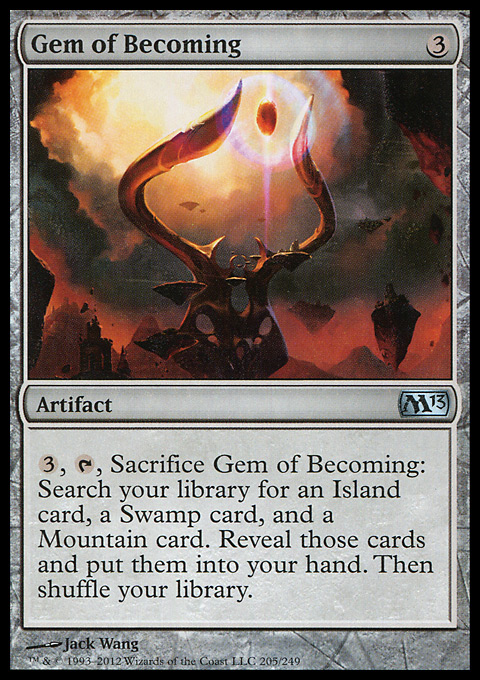 Gem of Becoming 3
Artifact M13
3, , Sacrifice Gem of Becoming:
Search your library for an Island
card, a Swamp card, and a
Mountain card. Reveal those cards
and put them into your hand. Then
shuffle your library.
Jack Wang
™ & © 1993–2012 Wizards of the Coast LLC 205/249